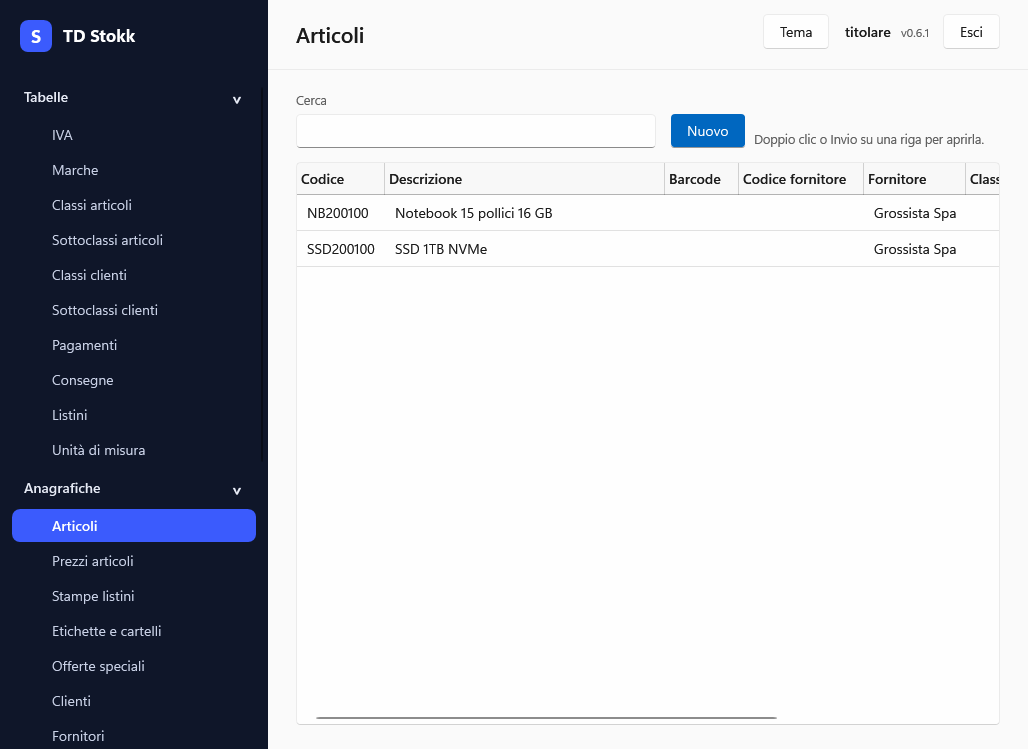 S TD Stokk
Tabelle v
IVA
Marche
Classi articoli
Sottoclassi articoli
Classi clienti
Sottoclassi clienti
Pagamenti
Consegne
Listini
Unità di misura
Anagrafiche v
Articoli
Prezzi articoli
Stampe listini
Etichette e cartelli
Offerte speciali
Clienti
Fornitori
Articoli Tema titolare v0.6.1 Esci
Cerca
Nuovo Doppio clic o Invio su una riga per aprirla.
Codice Descrizione Barcode Codice fornitore Fornitore Class
NB200100 Notebook 15 pollici 16 GB Grossista Spa
SSD200100 SSD 1TB NVMe Grossista Spa